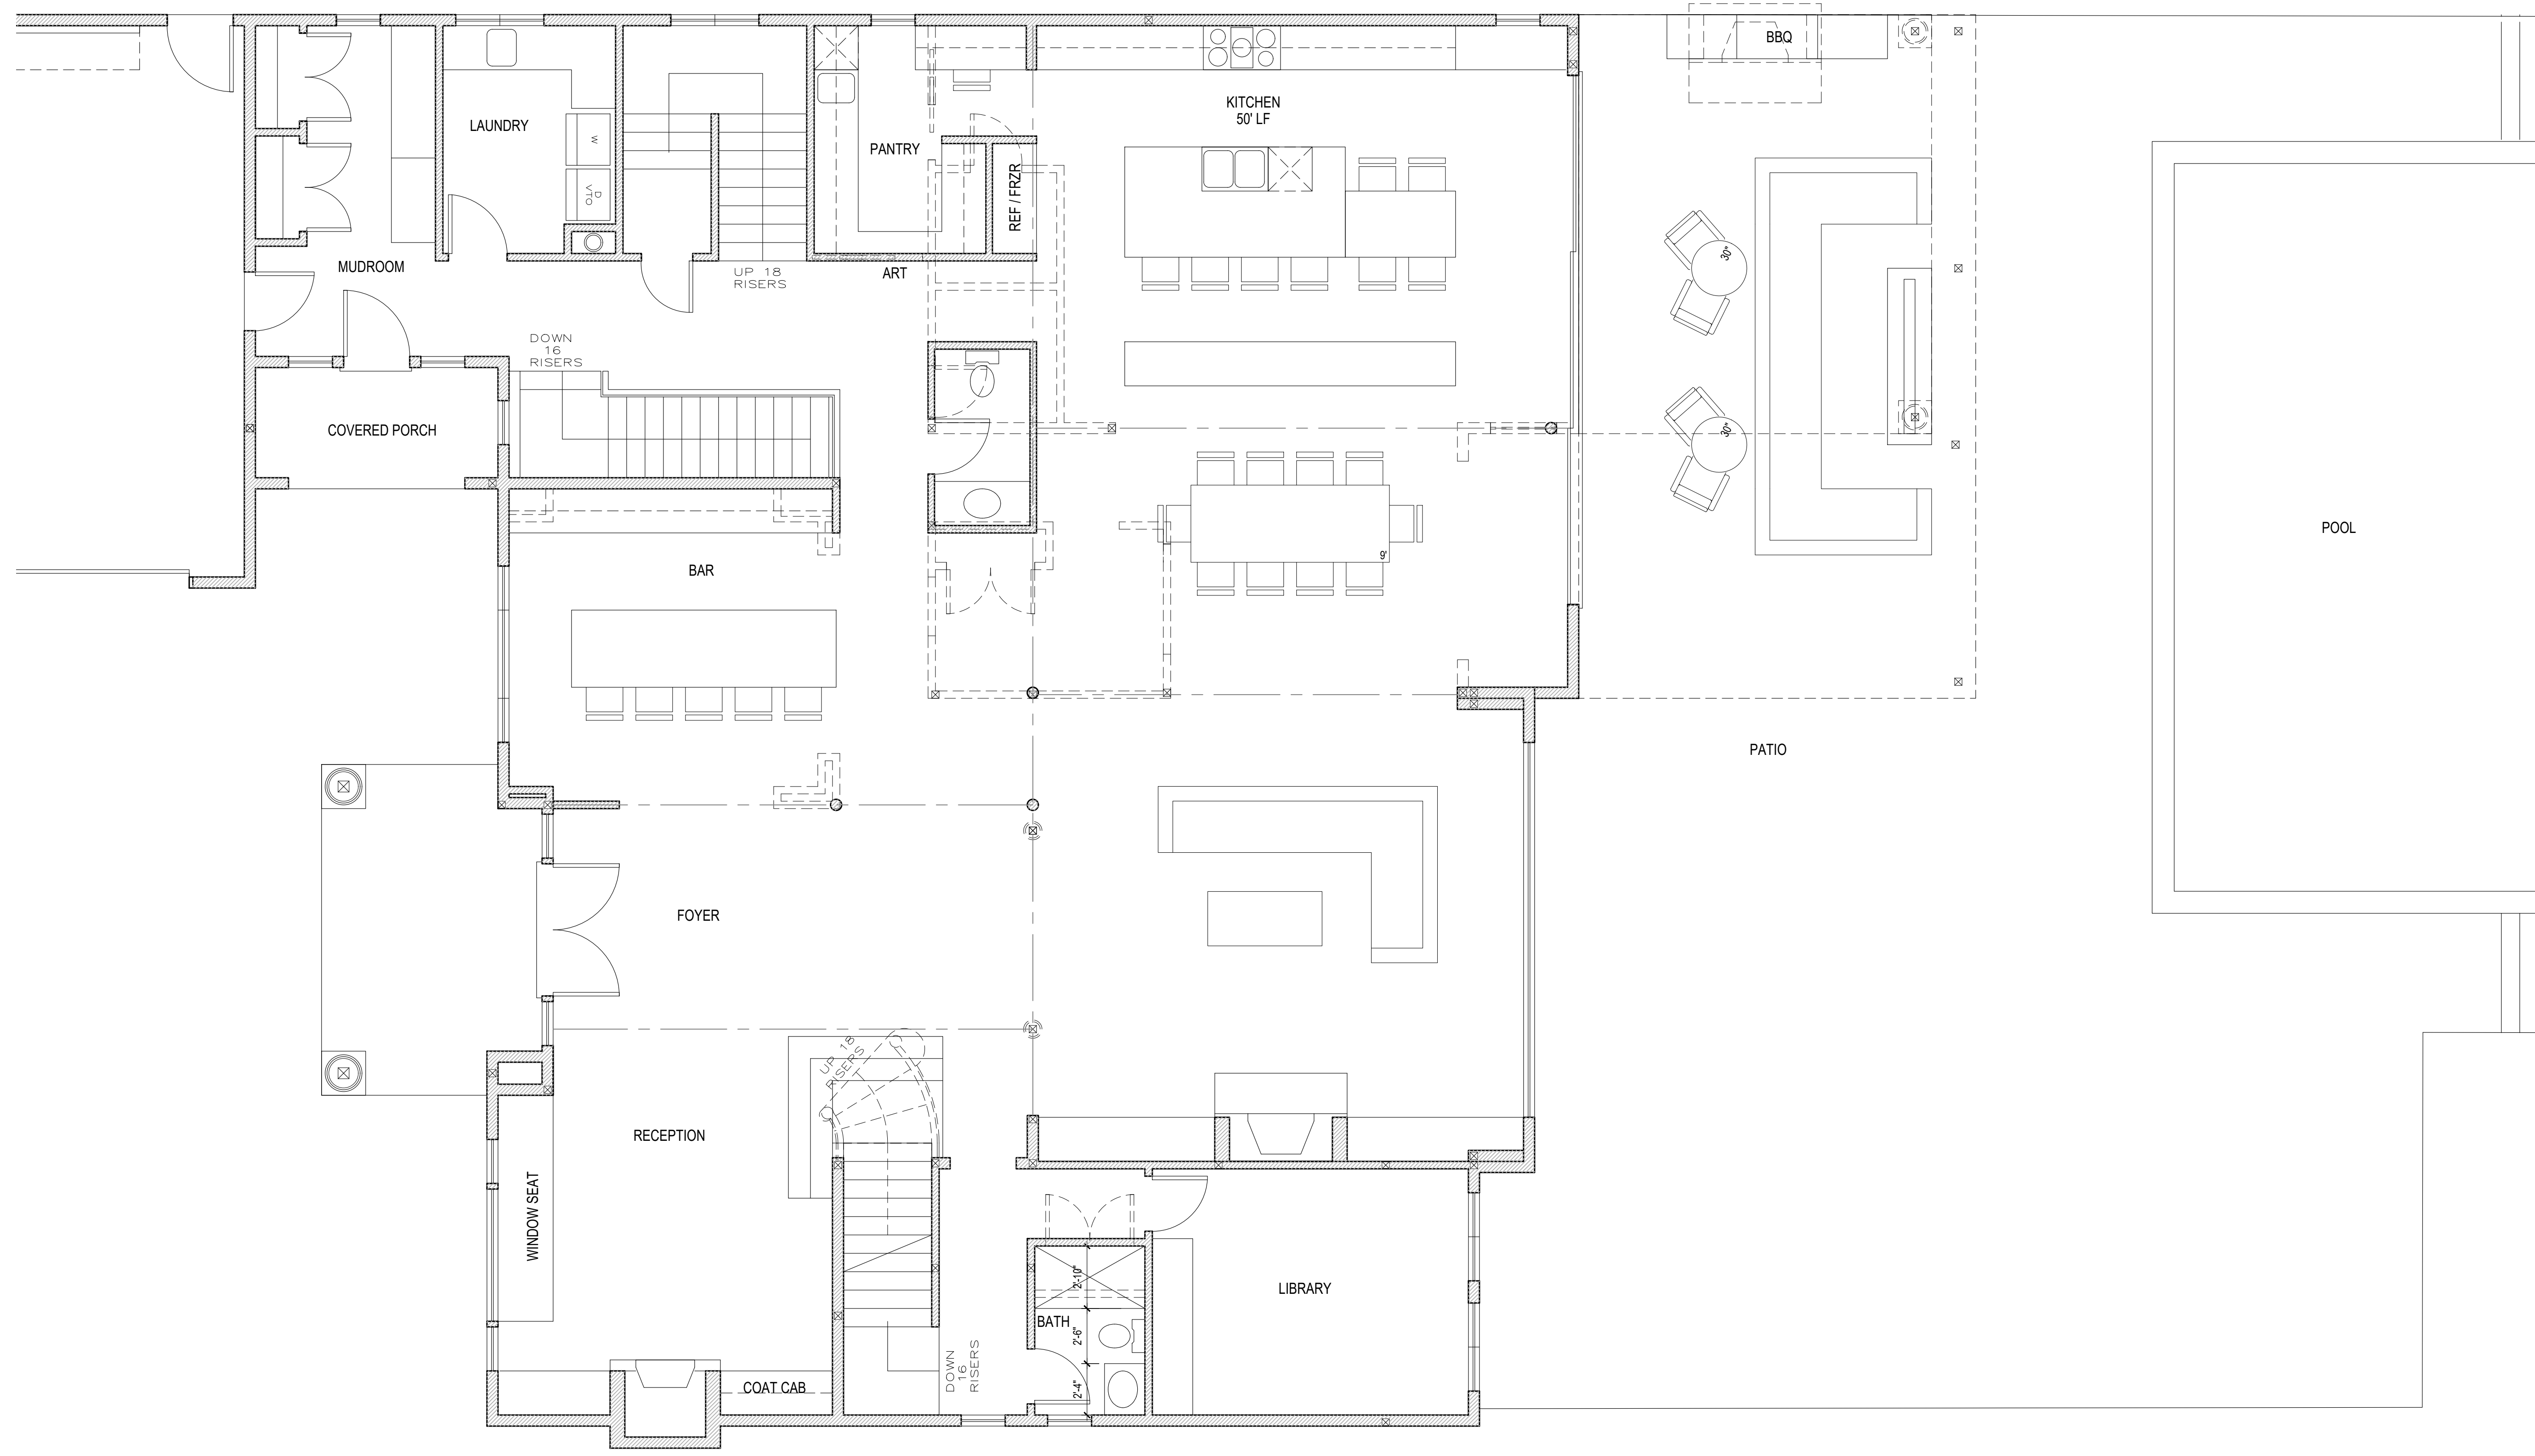 BBQ
KITCHEN
50' LF
LAUNDRY
W
D
VTO
PANTRY
REF / FRZR
MUDROOM
UP 18
RISERS
ART
30"
DOWN
16
RISERS
COVERED PORCH
30"
POOL
9'
BAR
PATIO
FOYER
UP 18
RISERS
RECEPTION
WINDOW SEAT
2'-10"
LIBRARY
BATH
2'-6"
DOWN
16
RISERS
COAT CAB
2'-4"